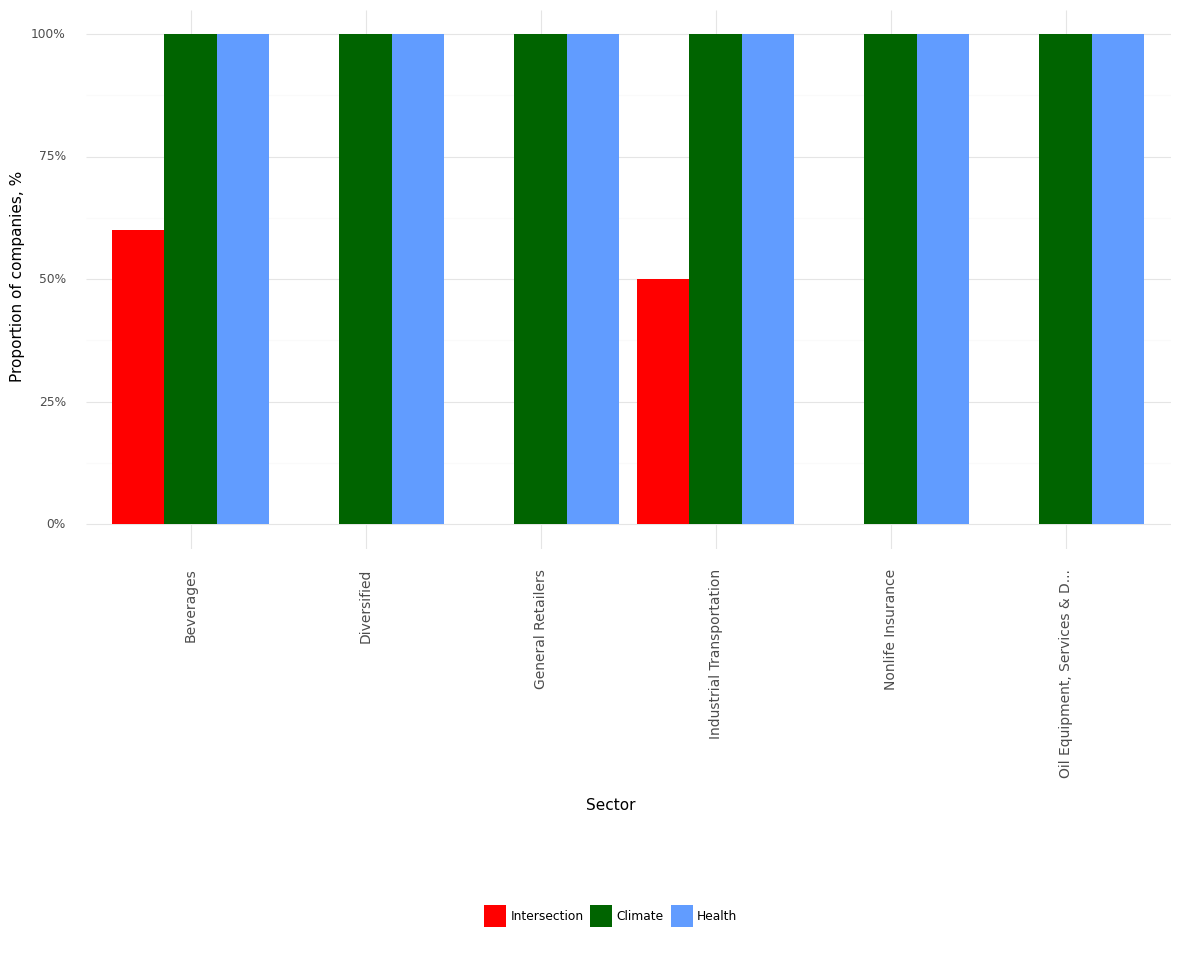 100%
75%
50%
25%
0%
Proportion of companies, %
Beverages
Diversified
General Retailers
Industrial Transportation
Nonlife Insurance
Oil Equipment, Services & D...
Sector
Intersection
Climate
Health